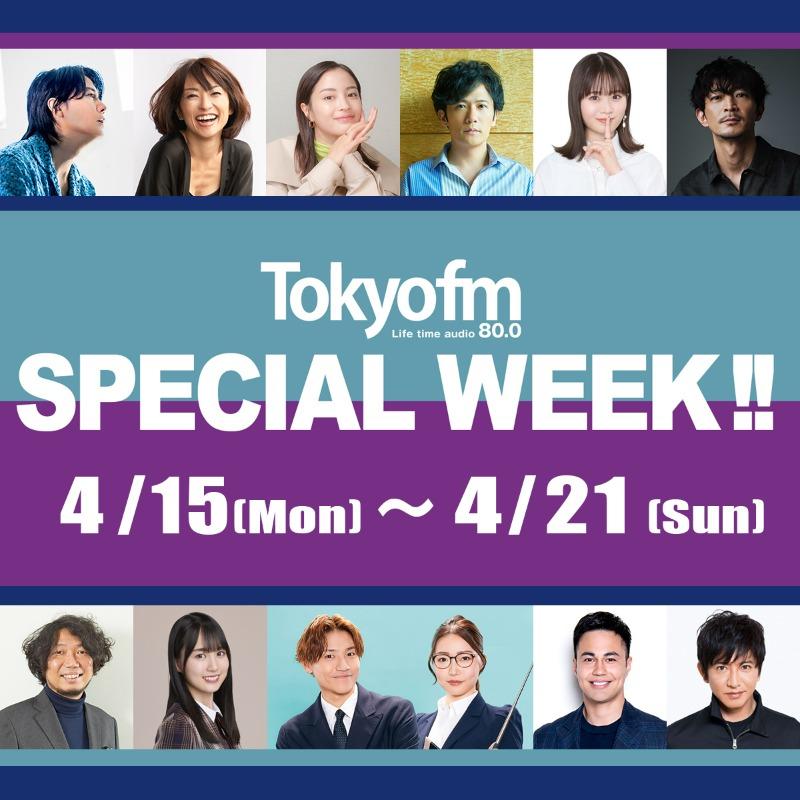 Tokyofm
Life time audio 80.0
SPECIAL WEEK!!
4/15(Mon)〜4/21(Sun)